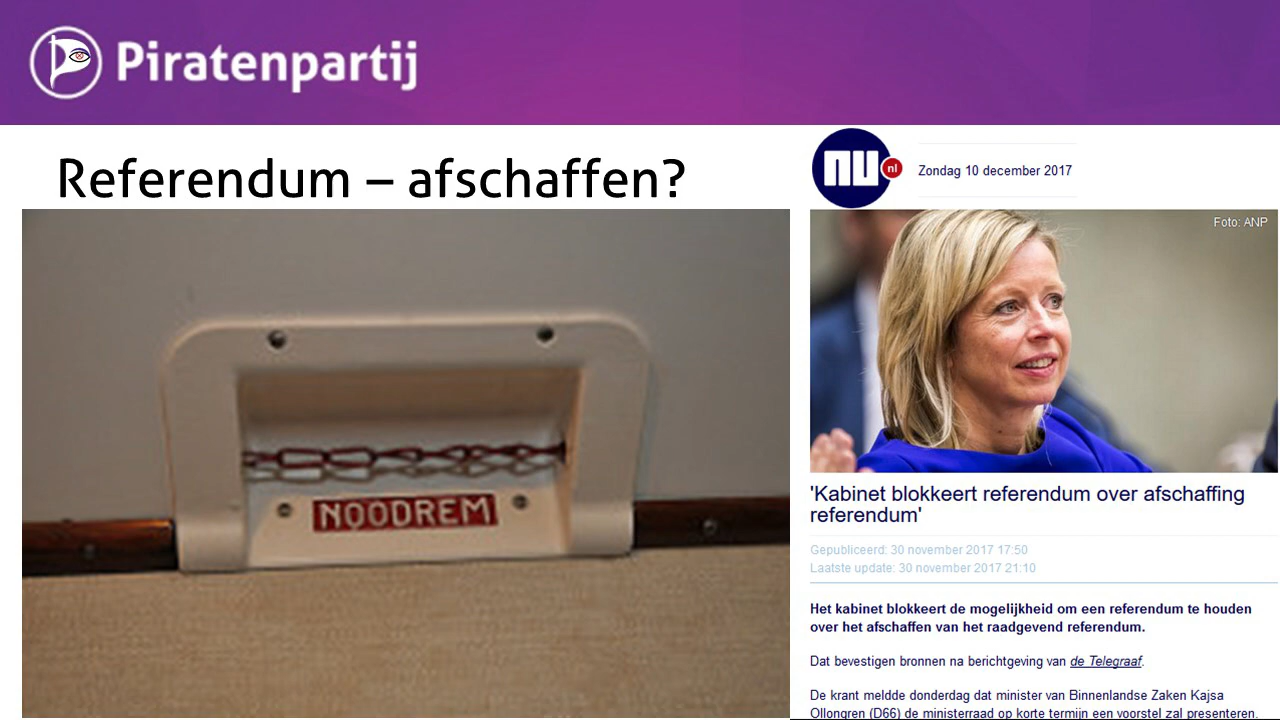 Piratenpartij
Referendum – afschaffen?
NU
nl
Zondag 10 december 2017
Foto: ANP
NOODREM
'Kabinet blokkeert referendum over afschaffing
referendum'
Gepubliceerd: 30 november 2017 17:50
Laatste update: 30 november 2017 21:10
Het kabinet blokkeert de mogelijkheid om een referendum te houden
over het afschaffen van het raadgevend referendum.
Dat bevestigen bronnen na berichtgeving van de Telegraaf.
De krant meldde donderdag dat minister van Binnenlandse Zaken Kajsa
Ollongren (D66) de ministerraad op korte termijn een voorstel zal presenteren.